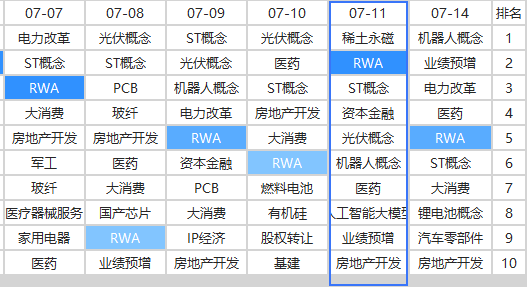 07-07 07-08 07-09 07-10 07-11 07-14 排名
电力改革 光伏概念 ST概念 光伏概念 稀土永磁 机器人概念 1
ST概念 ST概念 光伏概念 医药 RWA 业绩预增 2
RWA PCB 机器人概念 ST概念 ST概念 电力改革 3
大消费 玻纤 电力改革 房地产开发 资本金融 医药 4
房地产开发 房地产开发 RWA 大消费 光伏概念 RWA 5
军工 医药 资本金融 RWA 机器人概念 ST概念 6
玻纤 大消费 PCB 燃料电池 医药 大消费 7
医疗器械服务 国产芯片 大消费 有机硅 人工智能大模型 锂电池概念 8
家用电器 RWA IP经济 股权转让 业绩预增 汽车零部件 9
医药 业绩预增 房地产开发 基建 房地产开发 房地产开发 10